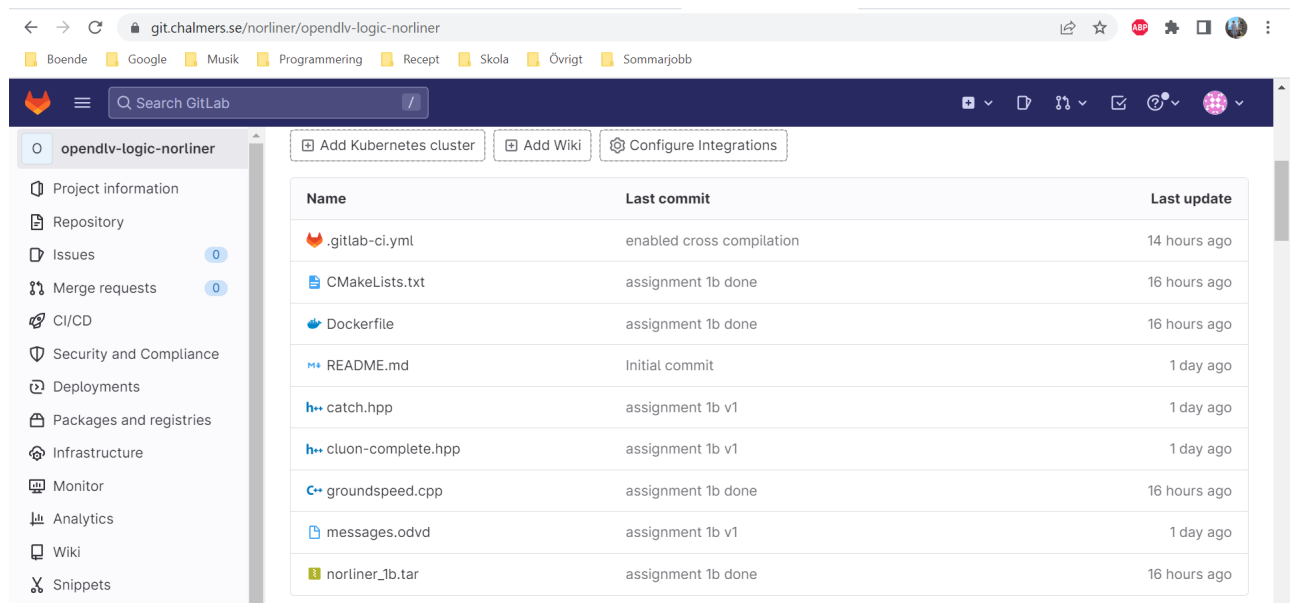 git.chalmers.se/norliner/opendlv-logic-norliner
ABP
Boende Google Musik Programmering Recept Skola Övrigt Sommarjobb
Search GitLab /
O opendlv-logic-norliner
Project information
Repository
Issues 0
Merge requests 0
CI/CD
Security and Compliance
Deployments
Packages and registries
Infrastructure
Monitor
Analytics
Wiki
Snippets
Add Kubernetes cluster Add Wiki Configure Integrations
Name Last commit Last update
.gitlab-ci.yml enabled cross compilation 14 hours ago
CMakeLists.txt assignment 1b done 16 hours ago
Dockerfile assignment 1b done 16 hours ago
M↓ README.md Initial commit 1 day ago
h++ catch.hpp assignment 1b v1 1 day ago
h++ cluon-complete.hpp assignment 1b v1 1 day ago
C++ groundspeed.cpp assignment 1b done 16 hours ago
messages.odvd assignment 1b v1 1 day ago
norliner_1b.tar assignment 1b done 16 hours ago